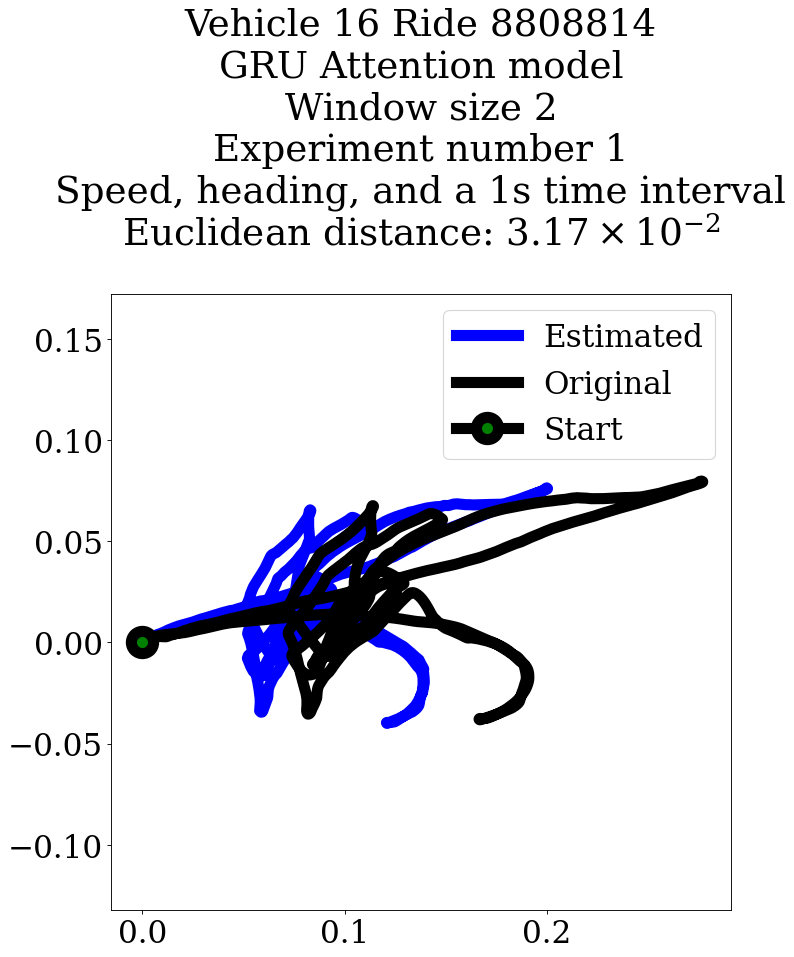 Vehicle 16 Ride 8808814
GRU Attention model
Window size 2
Experiment number 1
Speed, heading, and a 1s time interval
Euclidean distance: 3.17 × 10⁻²
Estimated
Original
Start
0.15
0.10
0.05
0.00
−0.05
−0.10
0.0 0.1 0.2